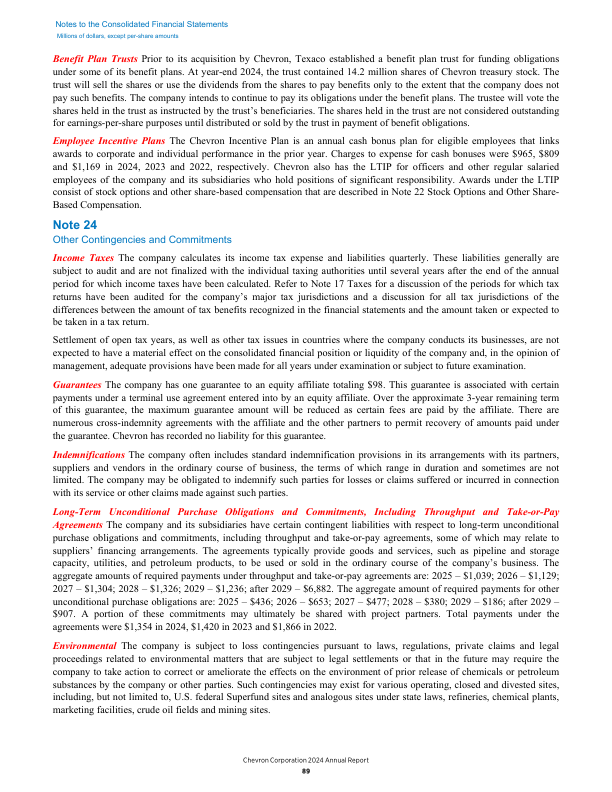 Notes to the Consolidated Financial Statements
Millions of dollars, except per-share amounts
Benefit Plan Trusts Prior to its acquisition by Chevron, Texaco established a benefit plan trust for funding obligations
under some of its benefit plans. At year-end 2024, the trust contained 14.2 million shares of Chevron treasury stock. The
trust will sell the shares or use the dividends from the shares to pay benefits only to the extent that the company does not
pay such benefits. The company intends to continue to pay its obligations under the benefit plans. The trustee will vote the
shares held in the trust as instructed by the trust's beneficiaries. The shares held in the trust are not considered outstanding
for earnings-per-share purposes until distributed or sold by the trust in payment of benefit obligations.
Employee Incentive Plans The Chevron Incentive Plan is an annual cash bonus plan for eligible employees that links
awards to corporate and individual performance in the prior year. Charges to expense for cash bonuses were $965, $809
and $1,169 in 2024, 2023 and 2022, respectively. Chevron also has the LTIP for officers and other regular salaried
employees of the company and its subsidiaries who hold positions of significant responsibility. Awards under the LTIP
consist of stock options and other share-based compensation that are described in Note 22 Stock Options and Other Share-
Based Compensation.
Note 24
Other Contingencies and Commitments
Income Taxes The company calculates its income tax expense and liabilities quarterly. These liabilities generally are
subject to audit and are not finalized with the individual taxing authorities until several years after the end of the annual
period for which income taxes have been calculated. Refer to Note 17 Taxes for a discussion of the periods for which tax
returns have been audited for the company's major tax jurisdictions and a discussion for all tax jurisdictions of the
differences between the amount of tax benefits recognized in the financial statements and the amount taken or expected to
be taken in a tax return.
Settlement of open tax years, as well as other tax issues in countries where the company conducts its businesses, are not
expected to have a material effect on the consolidated financial position or liquidity of the company and, in the opinion of
management, adequate provisions have been made for all years under examination or subject to future examination.
Guarantees The company has one guarantee to an equity affiliate totaling $98. This guarantee is associated with certain
payments under a terminal use agreement entered into by an equity affiliate. Over the approximate 3-year remaining term
of this guarantee, the maximum guarantee amount will be reduced as certain fees are paid by the affiliate. There are
numerous cross-indemnity agreements with the affiliate and the other partners to permit recovery of amounts paid under
the guarantee. Chevron has recorded no liability for this guarantee.
Indemnifications The company often includes standard indemnification provisions in its arrangements with its partners,
suppliers and vendors in the ordinary course of business, the terms of which range in duration and sometimes are not
limited. The company may be obligated to indemnify such parties for losses or claims suffered or incurred in connection
with its service or other claims made against such parties.
Long-Term Unconditional Purchase Obligations and Commitments, Including Throughput and Take-or-Pay
Agreements The company and its subsidiaries have certain contingent liabilities with respect to long-term unconditional
purchase obligations and commitments, including throughput and take-or-pay agreements, some of which may relate to
suppliers' financing arrangements. The agreements typically provide goods and services, such as pipeline and storage
capacity, utilities, and petroleum products, to be used or sold in the ordinary course of the company's business. The
aggregate amounts of required payments under throughput and take-or-pay agreements are: 2025 – $1,039; 2026 – $1,129;
2027 – $1,304; 2028 – $1,326; 2029 – $1,236; after 2029 – $6,882. The aggregate amount of required payments for other
unconditional purchase obligations are: 2025 – $436; 2026 – $653; 2027 – $477; 2028 – $380; 2029 – $186; after 2029 –
$907. A portion of these commitments may ultimately be shared with project partners. Total payments under the
agreements were $1,354 in 2024, $1,420 in 2023 and $1,866 in 2022.
Environmental The company is subject to loss contingencies pursuant to laws, regulations, private claims and legal
proceedings related to environmental matters that are subject to legal settlements or that in the future may require the
company to take action to correct or ameliorate the effects on the environment of prior release of chemicals or petroleum
substances by the company or other parties. Such contingencies may exist for various operating, closed and divested sites,
including, but not limited to, U.S. federal Superfund sites and analogous sites under state laws, refineries, chemical plants,
marketing facilities, crude oil fields and mining sites.
Chevron Corporation 2024 Annual Report
89